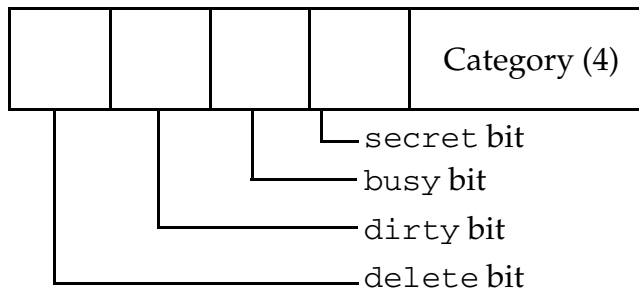 Category (4)
secret bit
busy bit
dirty bit
delete bit